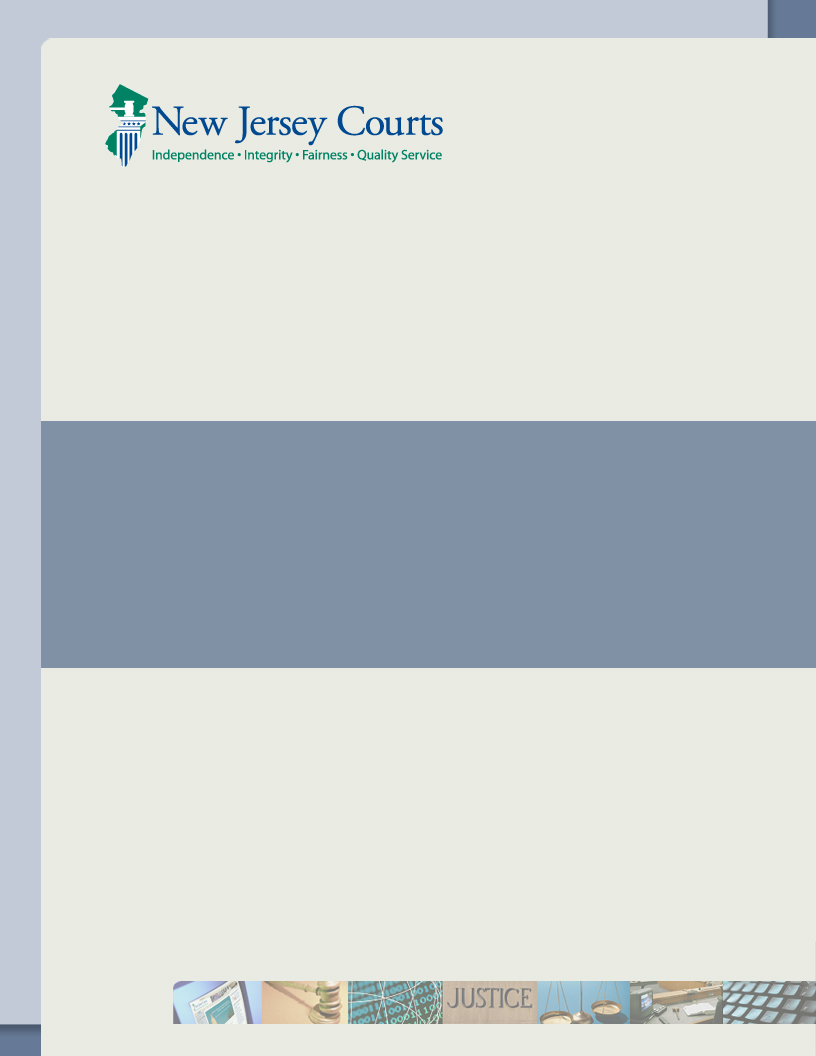 New Jersey Courts
Independence • Integrity • Fairness • Quality Service
JUSTICE